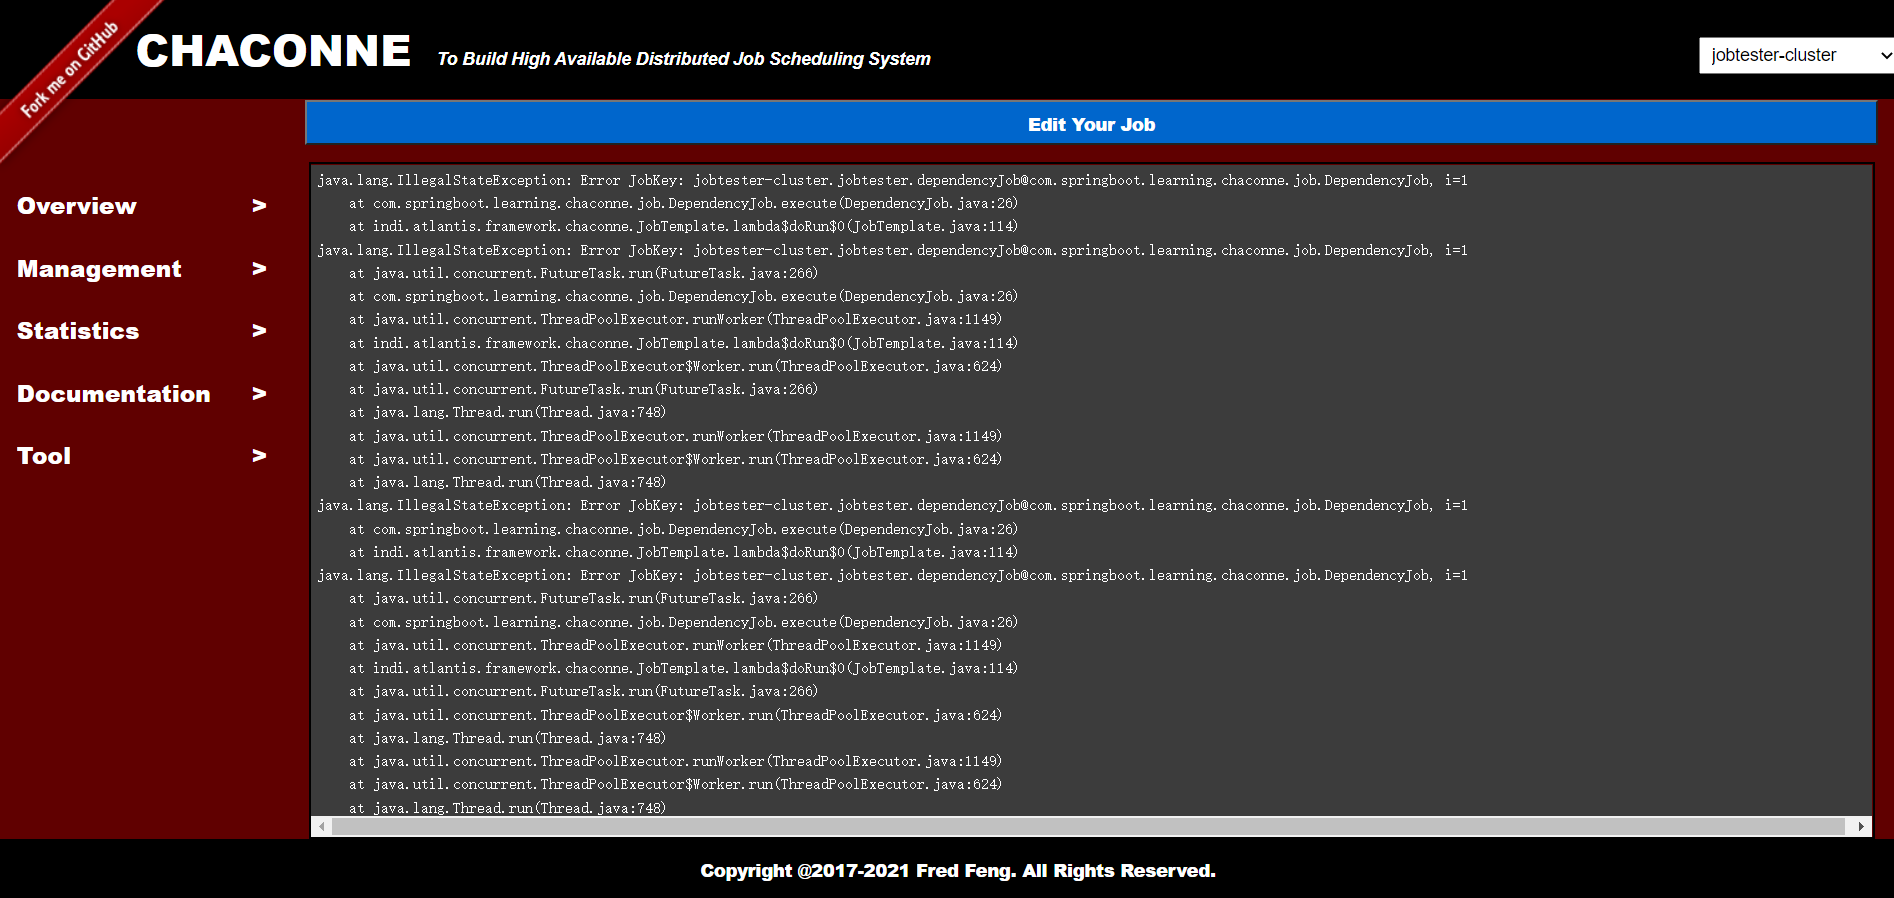 Fork me on GitHub
CHACONNE
To Build High Available Distributed Job Scheduling System
jobtester-cluster
Edit Your Job
Overview >
Management >
Statistics >
Documentation >
Tool >
java.lang.IllegalStateException: Error JobKey: jobtester-cluster.jobtester.dependencyJob@com.springboot.learning.chaconne.job.DependencyJob, i=1
at com.springboot.learning.chaconne.job.DependencyJob.execute(DependencyJob.java:26)
at indi.atlantis.framework.chaconne.JobTemplate.lambda$doRun$0(JobTemplate.java:114)
java.lang.IllegalStateException: Error JobKey: jobtester-cluster.jobtester.dependencyJob@com.springboot.learning.chaconne.job.DependencyJob, i=1
at java.util.concurrent.FutureTask.run(FutureTask.java:266)
at com.springboot.learning.chaconne.job.DependencyJob.execute(DependencyJob.java:26)
at java.util.concurrent.ThreadPoolExecutor.runWorker(ThreadPoolExecutor.java:1149)
at indi.atlantis.framework.chaconne.JobTemplate.lambda$doRun$0(JobTemplate.java:114)
at java.util.concurrent.ThreadPoolExecutor$Worker.run(ThreadPoolExecutor.java:624)
at java.util.concurrent.FutureTask.run(FutureTask.java:266)
at java.lang.Thread.run(Thread.java:748)
at java.util.concurrent.ThreadPoolExecutor.runWorker(ThreadPoolExecutor.java:1149)
at java.util.concurrent.ThreadPoolExecutor$Worker.run(ThreadPoolExecutor.java:624)
at java.lang.Thread.run(Thread.java:748)
java.lang.IllegalStateException: Error JobKey: jobtester-cluster.jobtester.dependencyJob@com.springboot.learning.chaconne.job.DependencyJob, i=1
at com.springboot.learning.chaconne.job.DependencyJob.execute(DependencyJob.java:26)
at indi.atlantis.framework.chaconne.JobTemplate.lambda$doRun$0(JobTemplate.java:114)
java.lang.IllegalStateException: Error JobKey: jobtester-cluster.jobtester.dependencyJob@com.springboot.learning.chaconne.job.DependencyJob, i=1
at java.util.concurrent.FutureTask.run(FutureTask.java:266)
at com.springboot.learning.chaconne.job.DependencyJob.execute(DependencyJob.java:26)
at java.util.concurrent.ThreadPoolExecutor.runWorker(ThreadPoolExecutor.java:1149)
at indi.atlantis.framework.chaconne.JobTemplate.lambda$doRun$0(JobTemplate.java:114)
at java.util.concurrent.FutureTask.run(FutureTask.java:266)
at java.util.concurrent.ThreadPoolExecutor$Worker.run(ThreadPoolExecutor.java:624)
at java.lang.Thread.run(Thread.java:748)
at java.util.concurrent.ThreadPoolExecutor.runWorker(ThreadPoolExecutor.java:1149)
at java.util.concurrent.ThreadPoolExecutor$Worker.run(ThreadPoolExecutor.java:624)
at java.lang.Thread.run(Thread.java:748)
Copyright @2017-2021 Fred Feng. All Rights Reserved.